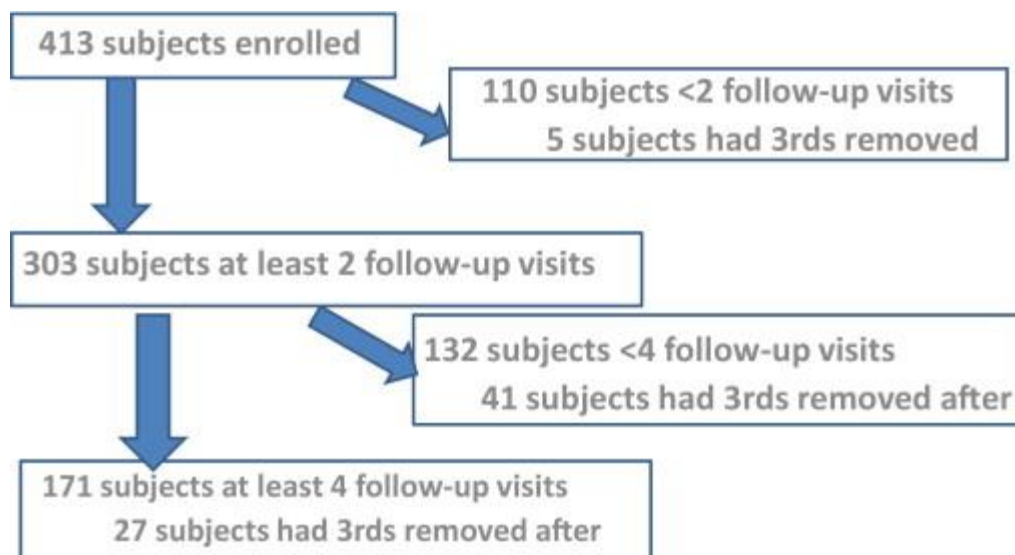 413 subjects enrolled
110 subjects <2 follow-up visits
5 subjects had 3rds removed
303 subjects at least 2 follow-up visits
132 subjects <4 follow-up visits
41 subjects had 3rds removed after
171 subjects at least 4 follow-up visits
27 subjects had 3rds removed after